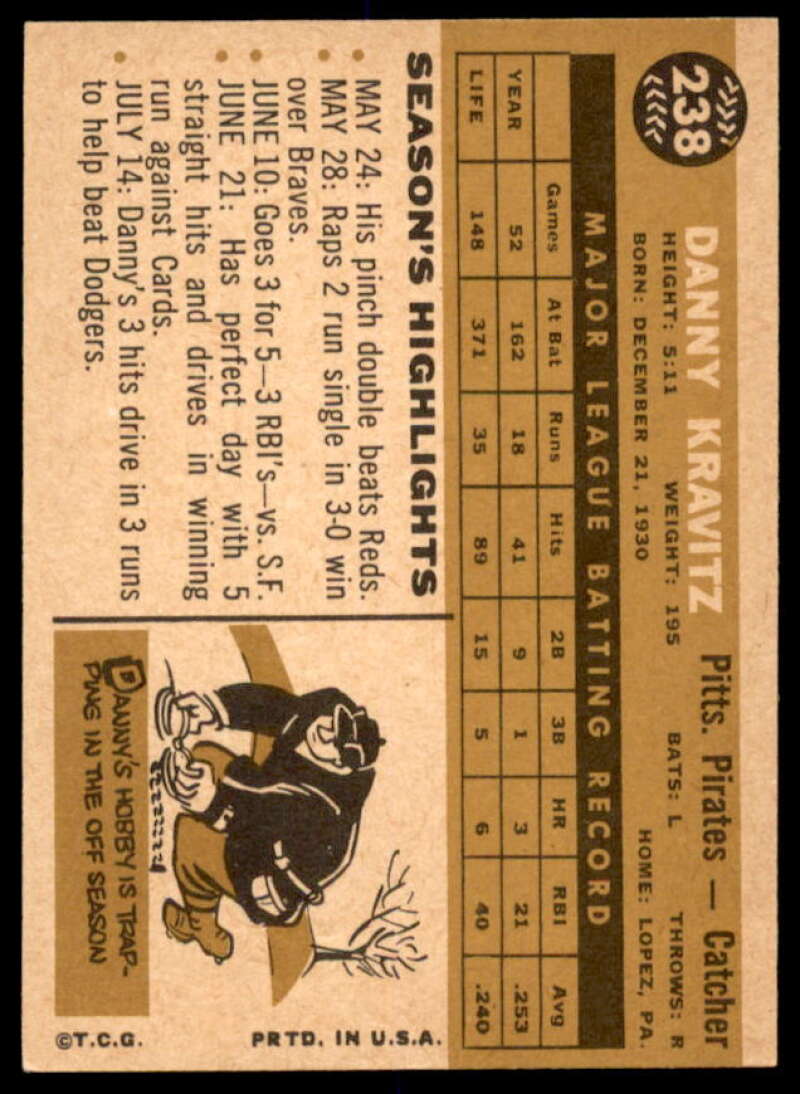 238
DANNY KRAVITZ Pitts. Pirates — Catcher
HEIGHT: 5:11 WEIGHT: 195 BATS: L THROWS: R
BORN: DECEMBER 21, 1930 HOME: LOPEZ, PA.
MAJOR LEAGUE BATTING RECORD
Games At Bat Runs Hits 2B 3B HR RBI Avg
YEAR 52 162 18 41 9 1 3 21 .253
LIFE 148 371 35 89 15 5 6 40 .240
SEASON'S HIGHLIGHTS
• MAY 24: His pinch double beats Reds.
• MAY 28: Raps 2 run single in 3-0 win
over Braves.
• JUNE 10: Goes 3 for 5—3 RBI's—vs. S.F.
• JUNE 21: Has perfect day with 5
straight hits and drives in winning
run against Cards.
• JULY 14: Danny's 3 hits drive in 3 runs
to help beat Dodgers.
DANNY'S HOBBY IS TRAP-
PING IN THE OFF SEASON
©T.C.G. PRTD. IN U.S.A.